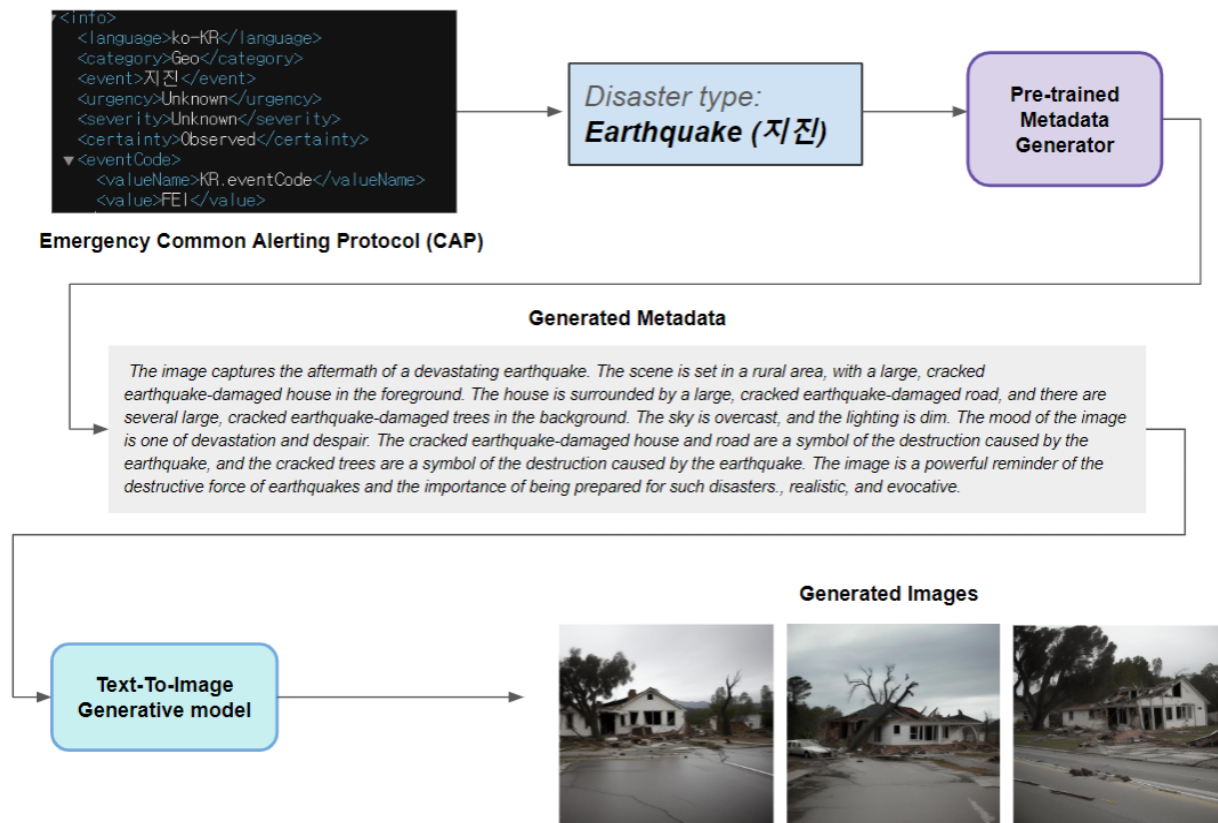 <info>
<language>ko-KR</language>
<category>Geo</category>
<event>지진</event>
<urgency>Unknown</urgency>
<severity>Unknown</severity>
<certainty>Observed</certainty>
▼<eventCode>
<valueName>KR.eventCode</valueName>
<value>FEI</value>
Emergency Common Alerting Protocol (CAP)
Disaster type:
Earthquake (지진)
Pre-trained
Metadata
Generator
Generated Metadata
The image captures the aftermath of a devastating earthquake. The scene is set in a rural area, with a large, cracked
earthquake-damaged house in the foreground. The house is surrounded by a large, cracked earthquake-damaged road, and there are
several large, cracked earthquake-damaged trees in the background. The sky is overcast, and the lighting is dim. The mood of the image
is one of devastation and despair. The cracked earthquake-damaged house and road are a symbol of the destruction caused by the
earthquake, and the cracked trees are a symbol of the destruction caused by the earthquake. The image is a powerful reminder of the
destructive force of earthquakes and the importance of being prepared for such disasters., realistic, and evocative.
Text-To-Image
Generative model
Generated Images